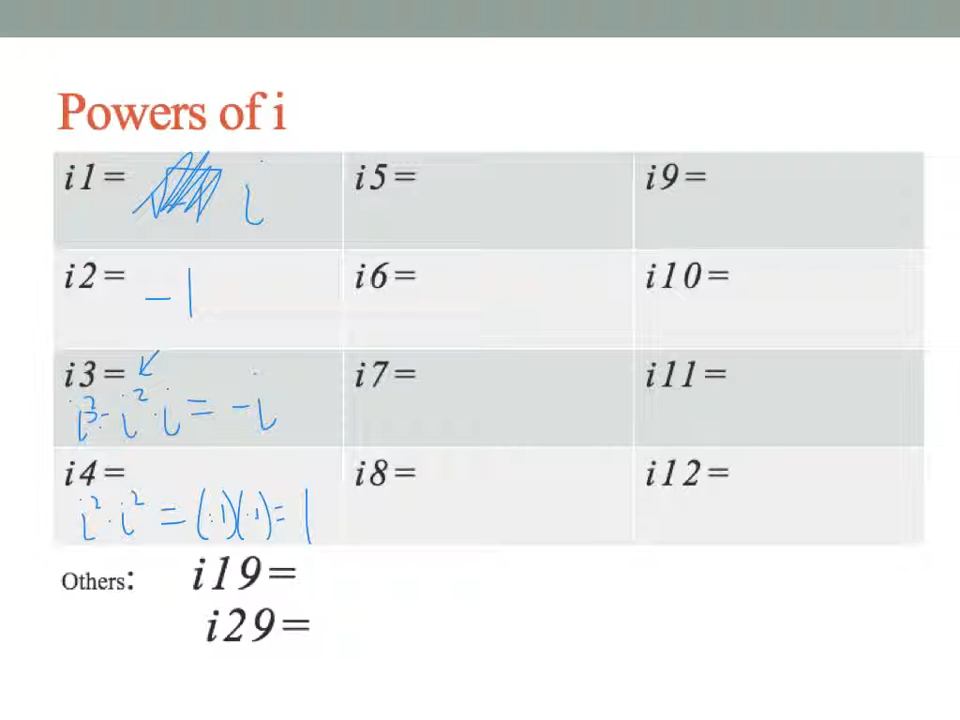 Powers of i
i1= i
i5=
i9=
i2= -1
i6=
i10=
i3=
i³= i² · i = -i
i7=
i11=
i4=
i² · i² = (-1)(-1) = 1
i8=
i12=
Others: i19=
i29=